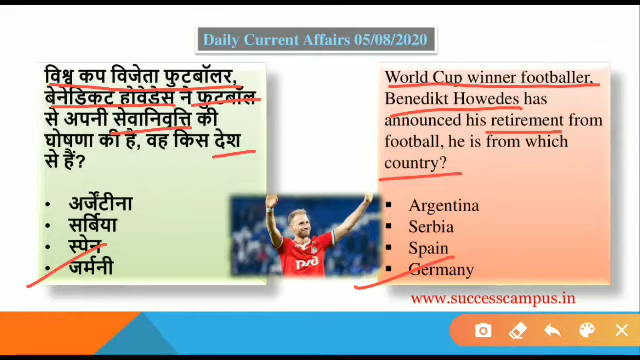 Daily Current Affairs 05/08/2020
विश्व कप विजेता फुटबॉलर,
बेनेडिकट होवेडेस ने फुटबॉल
से अपनी सेवानिवृत्ति की
घोषणा की है, वह किस देश
से हैं?
• अर्जेंटीना
• सर्बिया
• स्पेन
• जर्मनी
World Cup winner footballer,
Benedikt Howedes has
announced his retirement from
football, he is from which
country?
▪ Argentina
▪ Serbia
▪ Spain
▪ Germany
ржд
www.successcampus.in